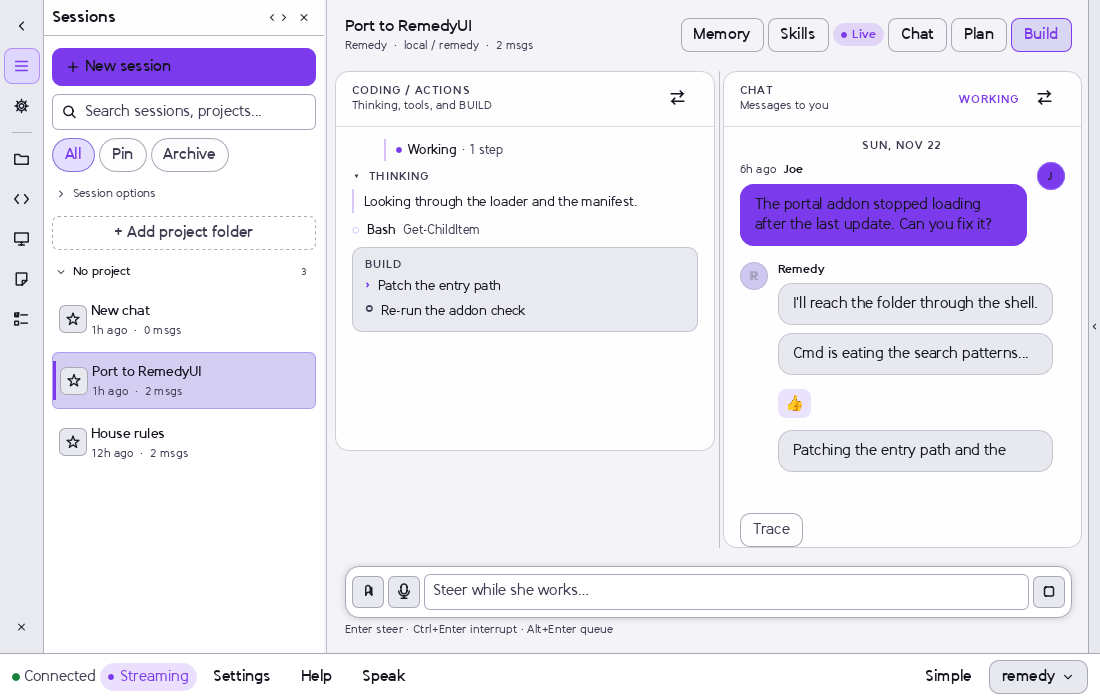 Sessions
+ New session
Search sessions, projects...
All
Pin
Archive
Session options
+ Add project folder
No project
3
New chat
1h ago · 0 msgs
Port to RemedyUI
1h ago · 2 msgs
House rules
12h ago · 2 msgs
Port to RemedyUI
Remedy · local / remedy · 2 msgs
Memory
Skills
Live
Chat
Plan
Build
CODING / ACTIONS
Thinking, tools, and BUILD
Working · 1 step
THINKING
Looking through the loader and the manifest.
Bash Get-ChildItem
BUILD
Patch the entry path
Re-run the addon check
CHAT
Messages to you
WORKING
SUN, NOV 22
6h ago Joe
J
The portal addon stopped loading
after the last update. Can you fix it?
R
Remedy
I'll reach the folder through the shell.
Cmd is eating the search patterns...
👍
Patching the entry path and the
Trace
Steer while she works...
Enter steer · Ctrl+Enter interrupt · Alt+Enter queue
Connected
Streaming
Settings
Help
Speak
Simple
remedy